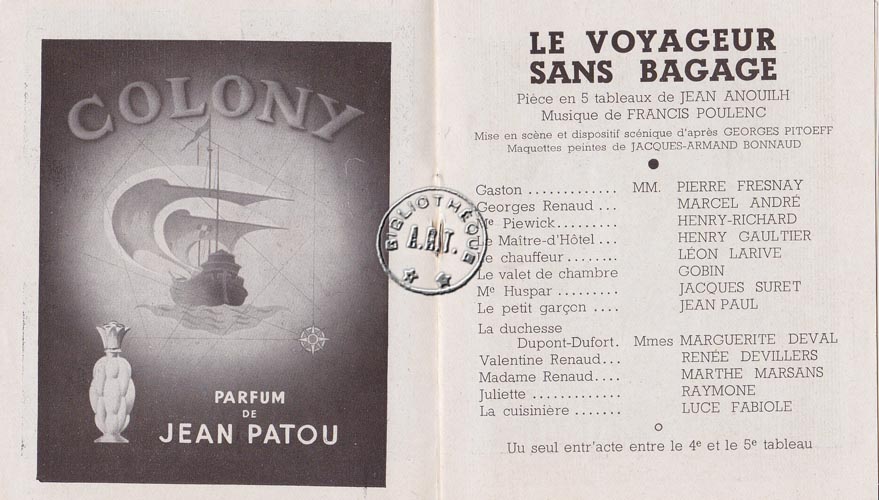 COLONY
PARFUM
DE
JEAN PATOU
BIBLIOTHÈQUE
A.R.T.
LE VOYAGEUR
SANS BAGAGE
Pièce en 5 tableaux de JEAN ANOUILH
Musique de FRANCIS POULENC
Mise en scène et dispositif scénique d'après GEORGES PITOEFF
Maquettes peintes de JACQUES-ARMAND BONNAUD
Gaston ............. MM. PIERRE FRESNAY
Georges Renaud ... MARCEL ANDRÉ
Me Piewick......... HENRY-RICHARD
Le Maître-d'Hôtel ... HENRY GAULTIER
Le chauffeur ........ LÉON LARIVE
Le valet de chambre GOBIN
Me Huspar ......... JACQUES SURET
Le petit garçon .... JEAN PAUL
La duchesse
Dupont-Dufort. Mmes MARGUERITE DEVAL
Valentine Renaud... RENÉE DEVILLERS
Madame Renaud.... MARTHE MARSANS
Juliette ............. RAYMONE
La cuisinière ....... LUCE FABIOLE
Uu seul entr'acte entre le 4e et le 5e tableau